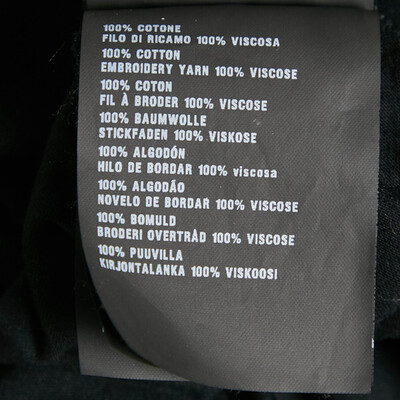 100% COTONE
FILO DI RICAMO 100% VISCOSA
100% COTTON
EMBROIDERY YARN 100% VISCOSE
100% COTON
FIL À BRODER 100% VISCOSE
100% BAUMWOLLE
STICKFADEN 100% VISKOSE
100% ALGODÓN
HILO DE BORDAR 100% viscosa
100% ALGODÃO
NOVELO DE BORDAR 100% VISCOSE
100% BOMULD
BRODERI OVERTRÅD 100% VISCOSE
100% PUUVILLA
KIRJONTALANKA 100% VISKOOSI